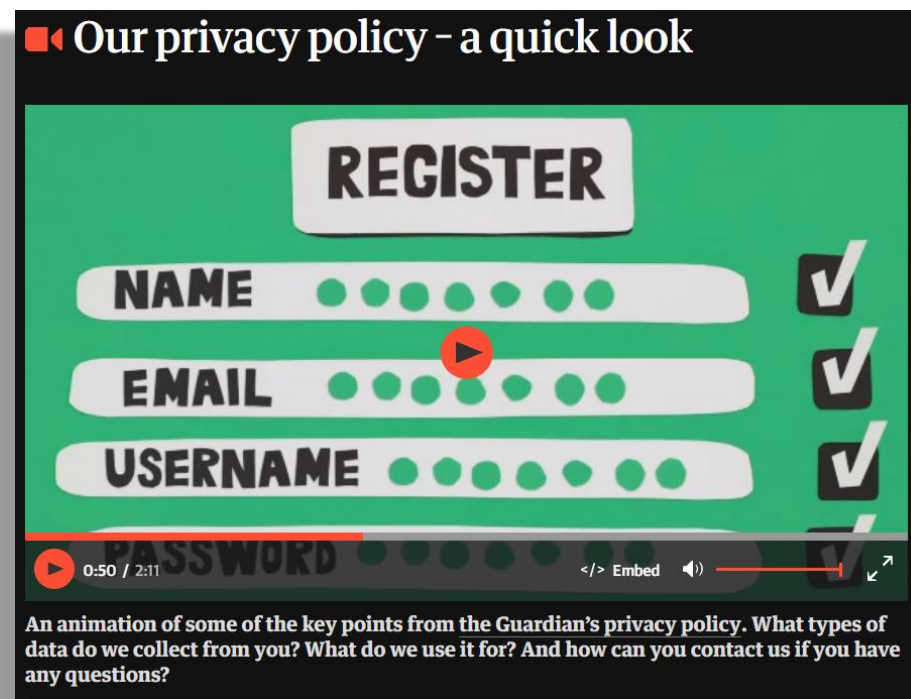 Our privacy policy – a quick look
REGISTER
NAME
EMAIL
USERNAME
PASSWORD
0:50 / 2:11
</> Embed
An animation of some of the key points from the Guardian's privacy policy. What types of
data do we collect from you? What do we use it for? And how can you contact us if you have
any questions?